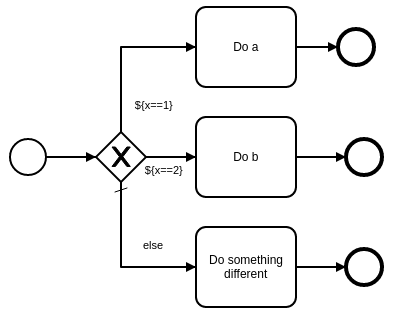 Do a
${x==1}
Do b
${x==2}
else
Do something
different